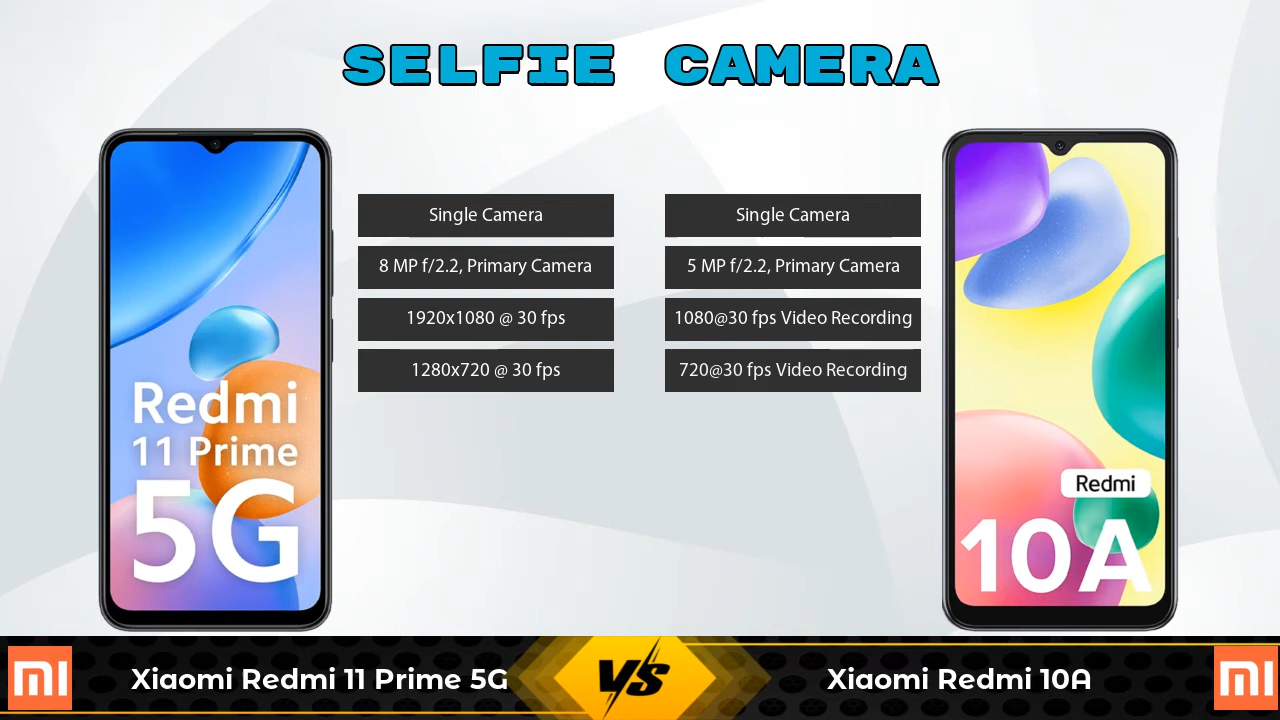 SELFIE CAMERA
Single Camera
8 MP f/2.2, Primary Camera
1920x1080 @ 30 fps
1280x720 @ 30 fps
Single Camera
5 MP f/2.2, Primary Camera
1080@30 fps Video Recording
720@30 fps Video Recording
Redmi
11 Prime
5G
Redmi
10A
MI
Xiaomi Redmi 11 Prime 5G
VS
Xiaomi Redmi 10A
MI